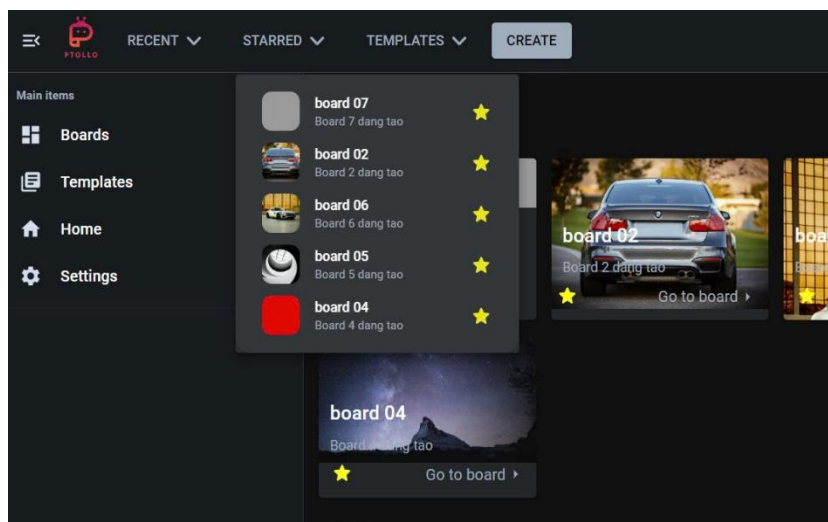 PTOLLO
RECENT
STARRED
TEMPLATES
CREATE
Main items
Boards
Templates
Home
Settings
board 07
Board 7 dang tao
board 02
Board 2 dang tao
board 06
Board 6 dang tao
board 05
Board 5 dang tao
board 04
Board 4 dang tao
board 02
Board 2 dang tao
Go to board
board 04
dang tao
Go to board